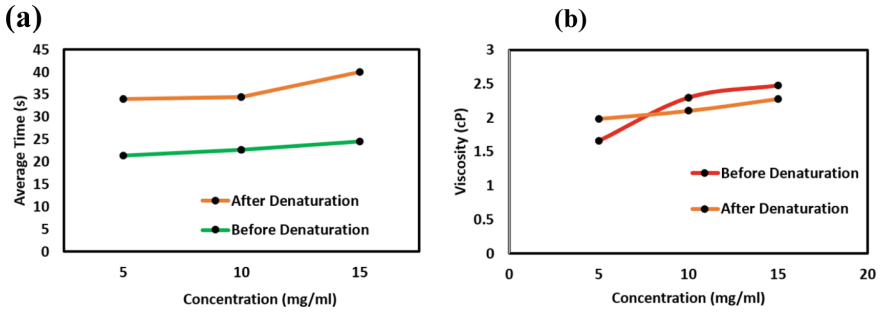 (a)
45
40
35
30
25
20
15
10
5
0
Average Time (s)
After Denaturation
Before Denaturation
5 10 15
Concentration (mg/ml)
(b)
3
2.5
2
1.5
1
0.5
0
Viscosity (cP)
Before Denaturation
After Denaturation
0 5 10 15 20
Concentration (mg/ml)